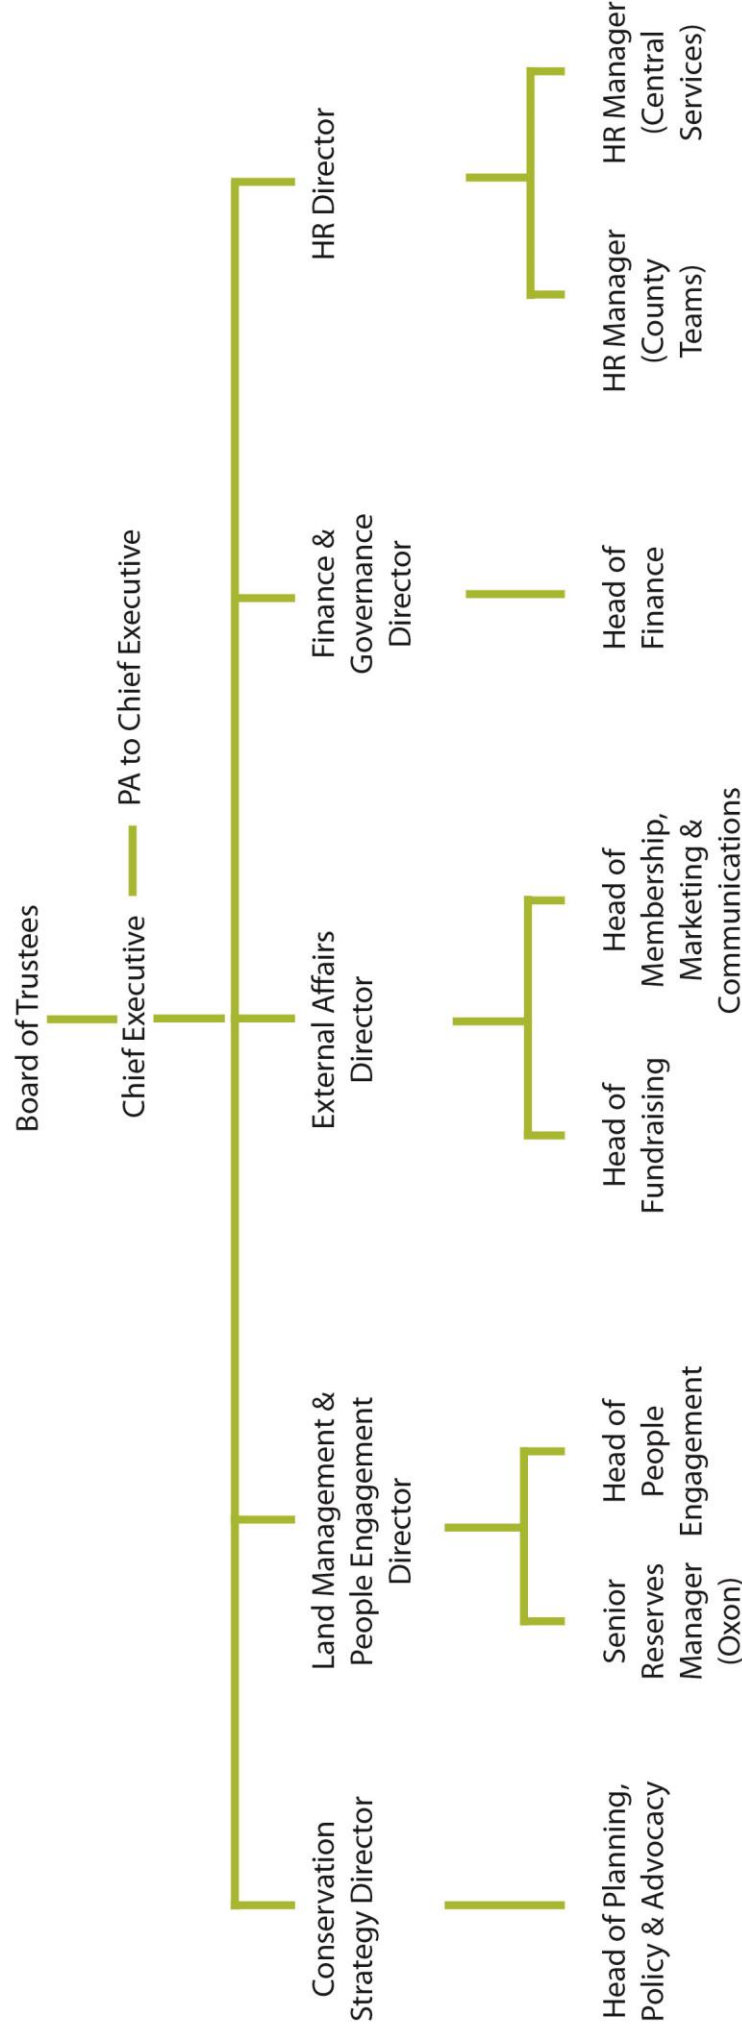 Board of Trustees
Chief Executive
PA to Chief Executive
Conservation
Strategy Director
Land Management &
People Engagement
Director
External Affairs
Director
Finance &
Governance
Director
HR Director
Head of Planning,
Policy & Advocacy
Senior
Reserves
Manager
(Oxon)
Head of
People
Engagement
Head of
Fundraising
Head of
Membership,
Marketing &
Communications
Head of
Finance
HR Manager
(County
Teams)
HR Manager
(Central
Services)